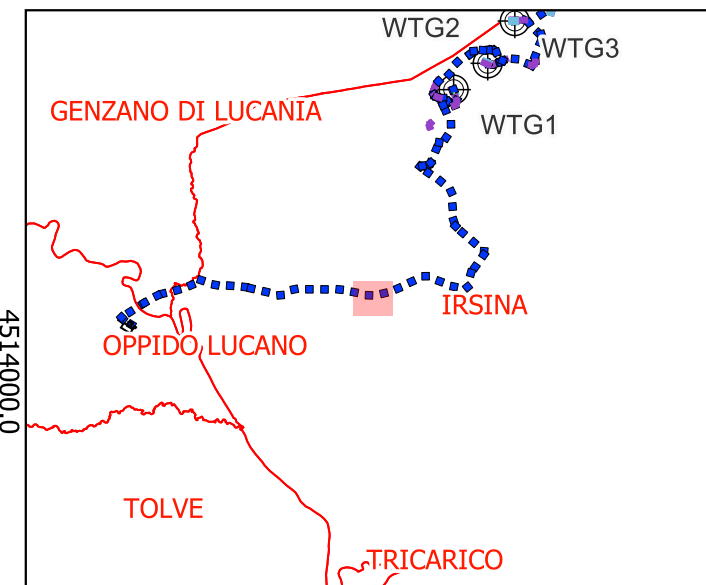 WTG2
WTG3
GENZANO DI LUCANIA
WTG1
IRSINA
4514000.0
OPPIDO LUCANO
TOLVE
TRICARICO